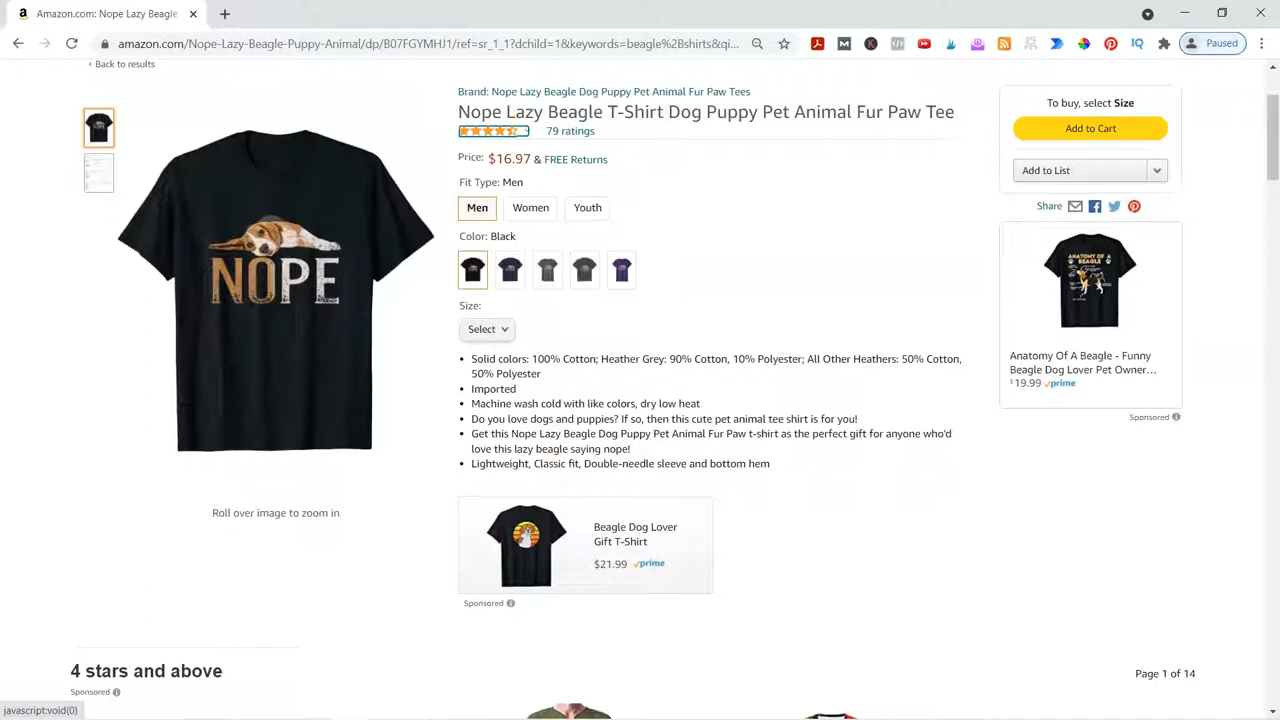 Amazon.com: Nope Lazy Beagle
amazon.com/Nope-Lazy-Beagle-Puppy-Animal/dp/B07FGYMHJ1/ref=sr_1_1?dchild=1&keywords=beagle%2Bshirts&qi...
Paused
‹ Back to results
Brand: Nope Lazy Beagle Dog Puppy Pet Animal Fur Paw Tees
Nope Lazy Beagle T-Shirt Dog Puppy Pet Animal Fur Paw Tee
79 ratings
Price: $16.97 & FREE Returns
Fit Type: Men
Men Women Youth
Color: Black
Size:
Select
• Solid colors: 100% Cotton; Heather Grey: 90% Cotton, 10% Polyester; All Other Heathers: 50% Cotton,
50% Polyester
• Imported
• Machine wash cold with like colors, dry low heat
• Do you love dogs and puppies? If so, then this cute pet animal tee shirt is for you!
• Get this Nope Lazy Beagle Dog Puppy Pet Animal Fur Paw t-shirt as the perfect gift for anyone who'd
love this lazy beagle saying nope!
• Lightweight, Classic fit, Double-needle sleeve and bottom hem
NOPE
Roll over image to zoom in
Beagle Dog Lover
Gift T-Shirt
$21.99 prime
Sponsored
To buy, select Size
Add to Cart
Add to List
Share
ANATOMY OF A
BEAGLE
Anatomy Of A Beagle - Funny
Beagle Dog Lover Pet Owner...
$19.99 prime
Sponsored
4 stars and above
Sponsored
Page 1 of 14
javascript:void(0)